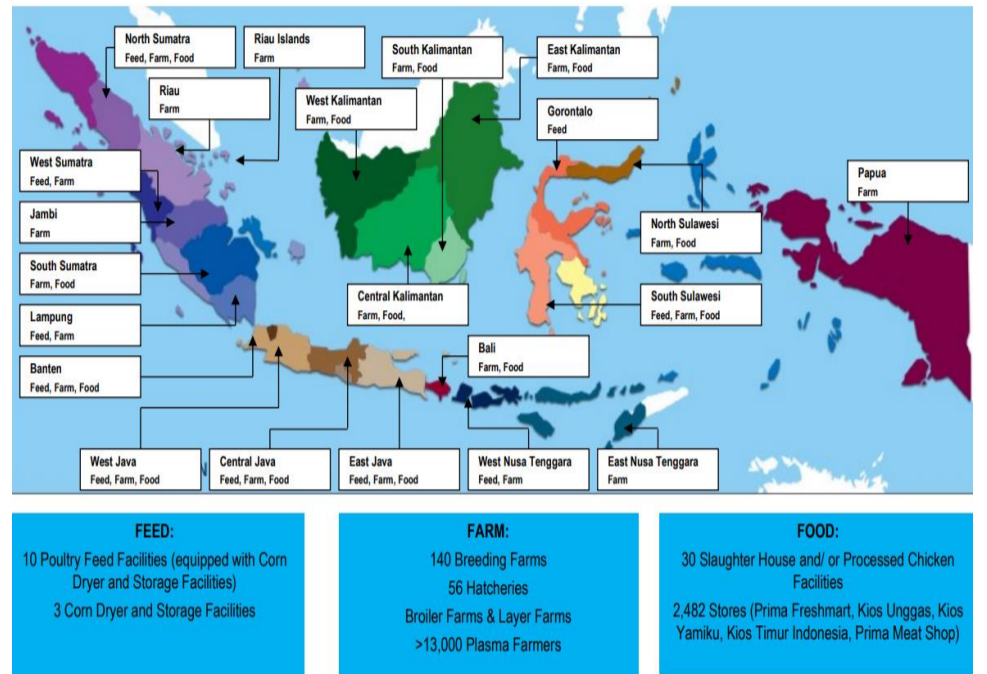 North Sumatra
Feed, Farm, Food
Riau Islands
Farm
South Kalimantan
Farm, Food
East Kalimantan
Farm, Food
Riau
Farm
West Kalimantan
Farm, Food
Gorontalo
Feed
West Sumatra
Feed, Farm
Papua
Farm
Jambi
Farm
North Sulawesi
Farm, Food
South Sumatra
Farm, Food
Central Kalimantan
Farm, Food,
South Sulawesi
Feed, Farm, Food
Lampung
Feed, Farm
Bali
Farm, Food
Banten
Feed, Farm, Food
West Java
Feed, Farm, Food
Central Java
Feed, Farm, Food
East Java
Feed, Farm, Food
West Nusa Tenggara
Feed, Farm
East Nusa Tenggara
Farm
FEED:
10 Poultry Feed Facilities (equipped with Corn
Dryer and Storage Facilities)
3 Corn Dryer and Storage Facilities
FARM:
140 Breeding Farms
56 Hatcheries
Broiler Farms & Layer Farms
>13,000 Plasma Farmers
FOOD:
30 Slaughter House and/ or Processed Chicken
Facilities
2,482 Stores (Prima Freshmart, Kios Unggas, Kios
Yamiku, Kios Timur Indonesia, Prima Meat Shop)